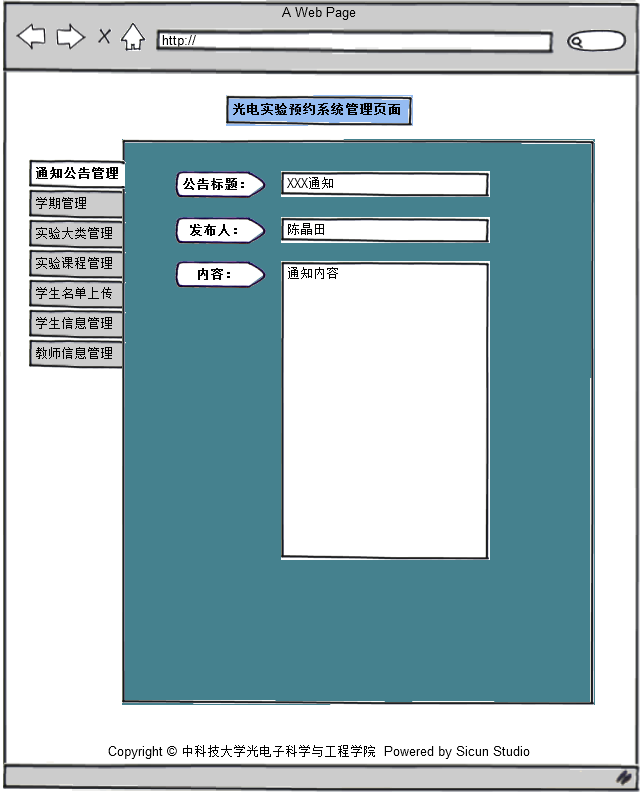 A Web Page
http://
光电实验预约系统管理页面
通知公告管理
学期管理
实验大类管理
实验课程管理
学生名单上传
学生信息管理
教师信息管理
公告标题：
XXX通知
发布人：
陈晶田
内容：
通知内容
Copyright © 中科技大学光电子科学与工程学院 Powered by Sicun Studio